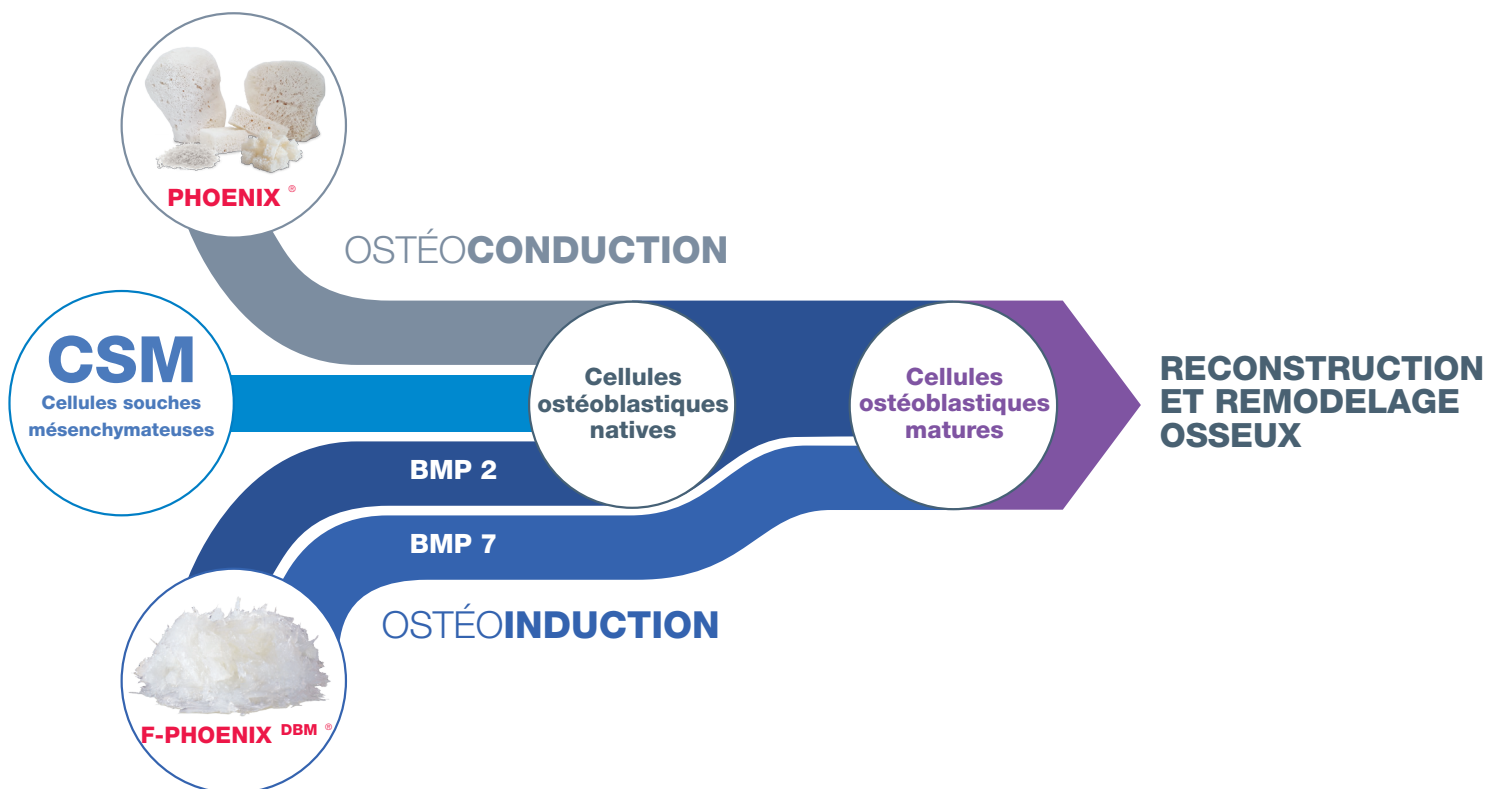 PHOENIX ®
OSTÉOCONDUCTION
CSM
Cellules souches
mésenchymateuses
Cellules
ostéoblastiques
natives
Cellules
ostéoblastiques
matures
RECONSTRUCTION
ET REMODELAGE
OSSEUX
BMP 2
BMP 7
OSTÉOINDUCTION
F-PHOENIX DBM ®